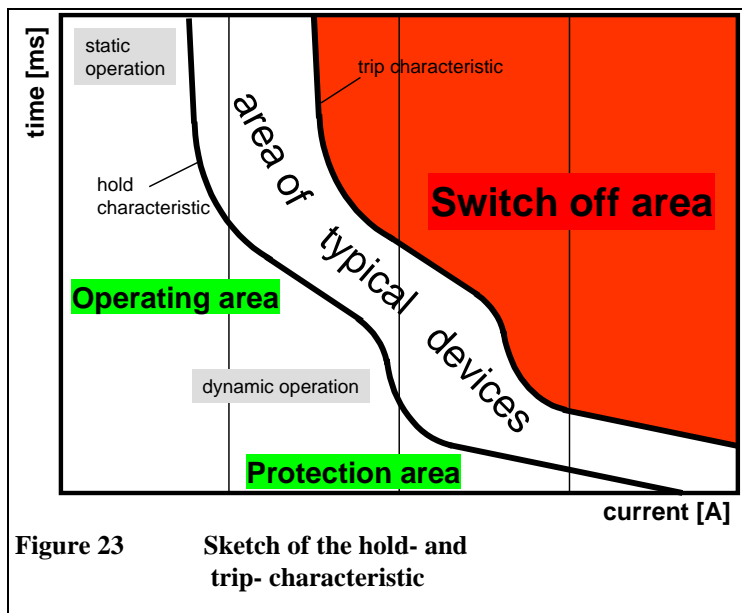 time [ms]
static
operation
trip characteristic
area of typical devices
hold
characteristic
Switch off area
Operating area
dynamic operation
Protection area
current [A]
Figure 23 Sketch of the hold- and
trip- characteristic